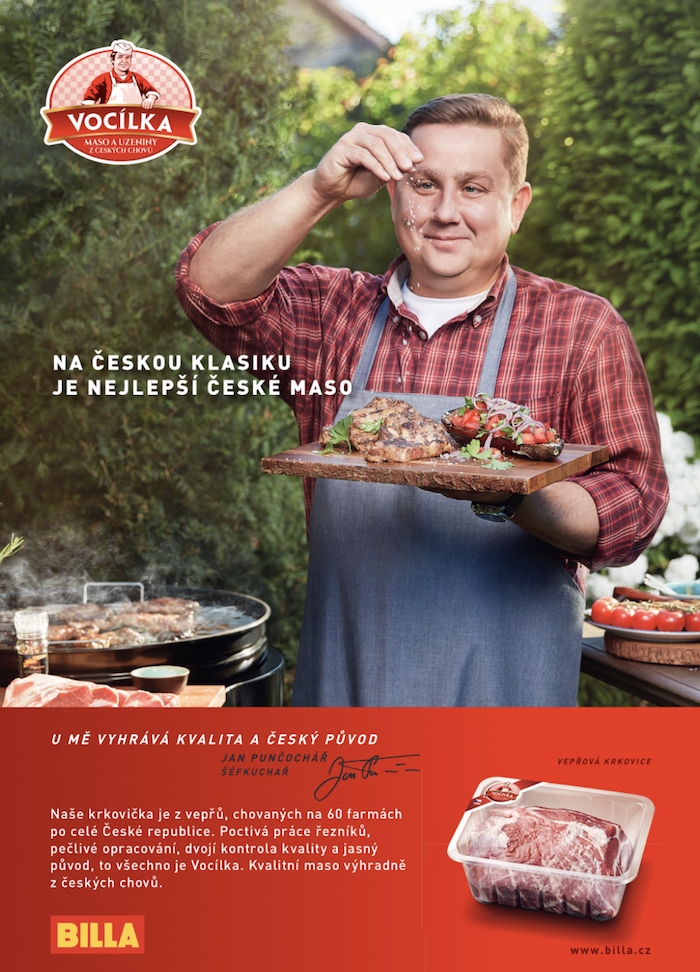 VOCÍLKA
MASO A UZENINY
Z ČESKÝCH CHOVŮ
NA ČESKOU KLASIKU
JE NEJLEPŠÍ ČESKÉ MASO
U MĚ VYHRÁVÁ KVALITA A ČESKÝ PŮVOD
JAN PUNČOCHÁŘ
ŠÉFKUCHAŘ
Naše krkovička je z vepřů, chovaných na 60 farmách
po celé České republice. Poctivá práce řezníků,
pečlivé opracování, dvojí kontrola kvality a jasný
původ, to všechno je Vocílka. Kvalitní maso výhradně
z českých chovů.
BILLA
VEPŘOVÁ KRKOVICE
VOCÍLKA
www.billa.cz